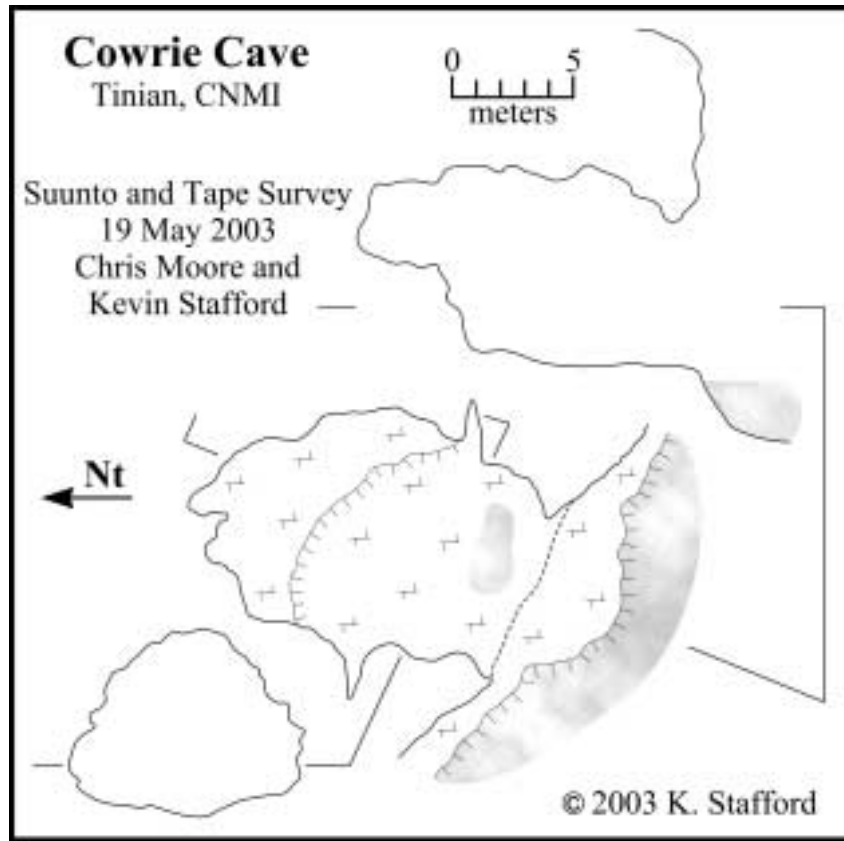 Cowrie Cave
Tinian, CNMI
0 5
meters
Suunto and Tape Survey
19 May 2003
Chris Moore and
Kevin Stafford
Nt
© 2003 K. Stafford